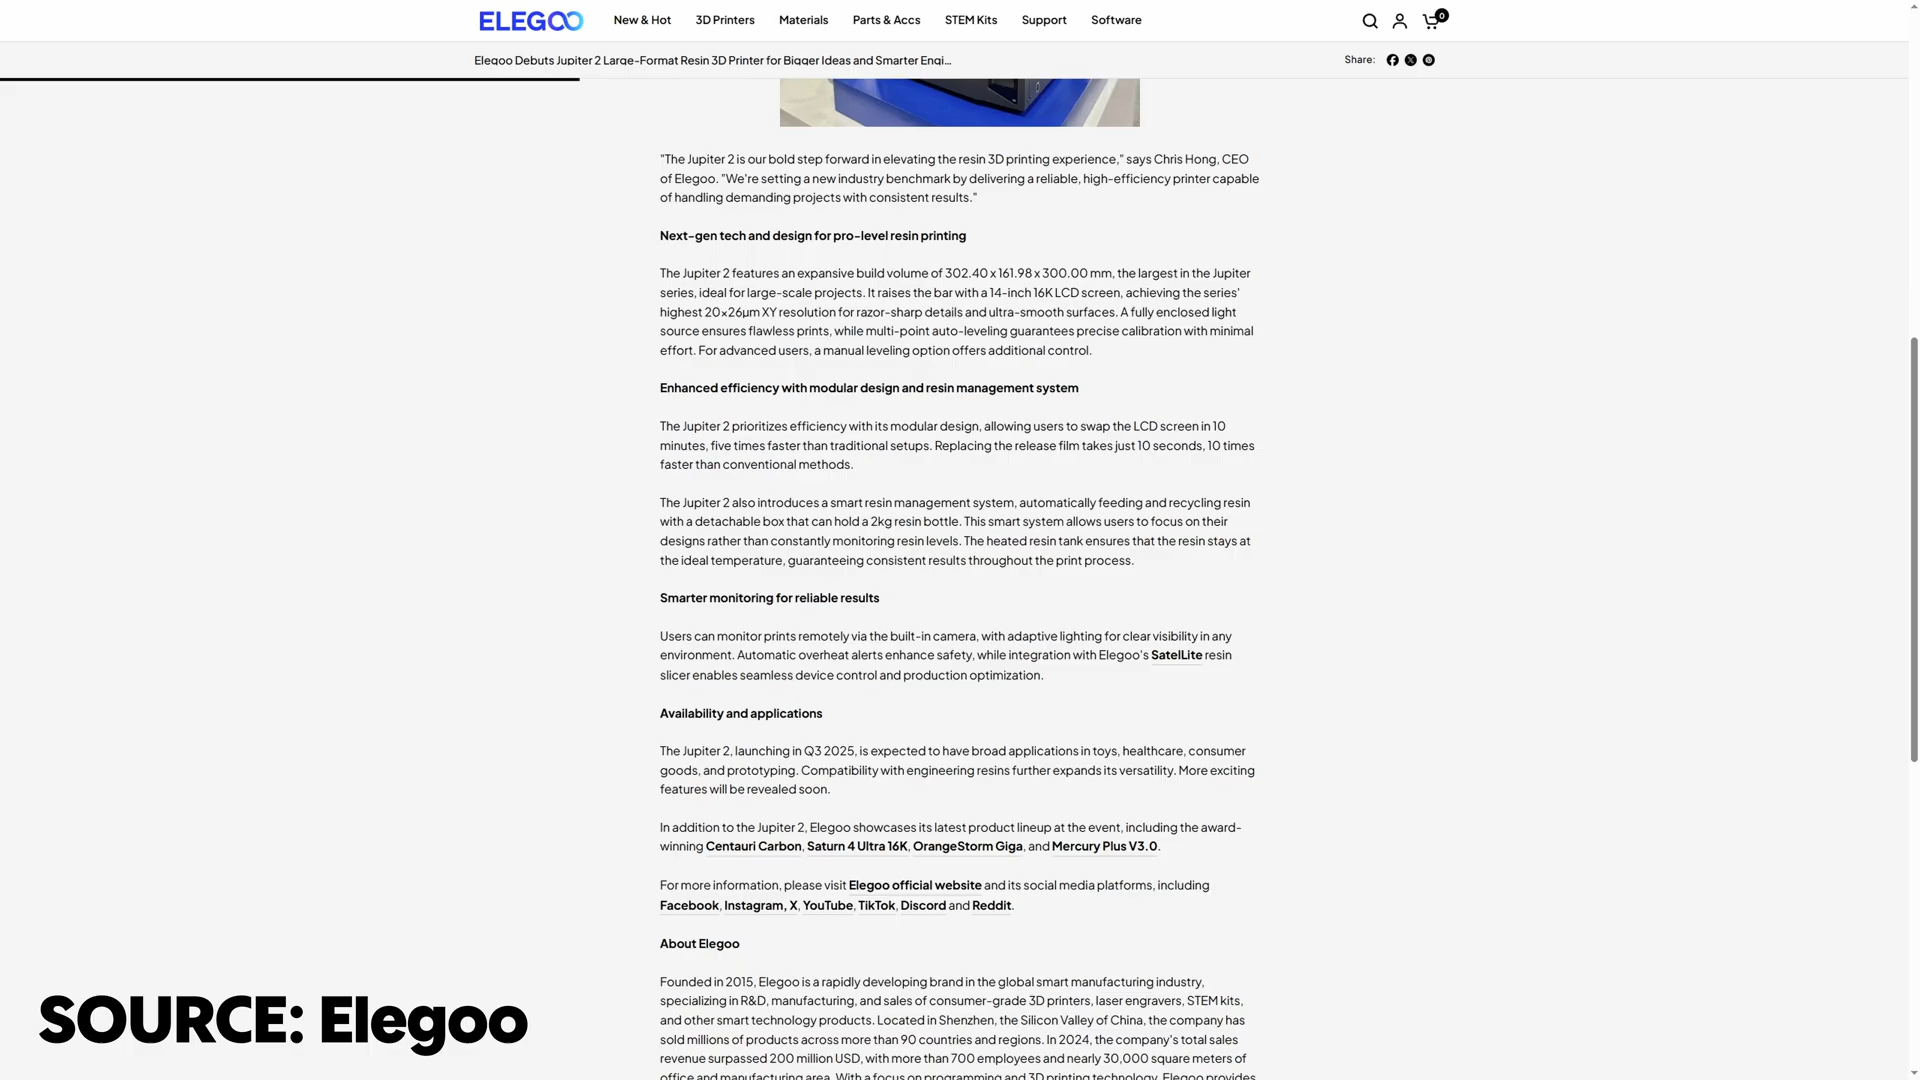 ELEGOO New & Hot 3D Printers Materials Parts & Accs STEM Kits Support Software 0
Elegoo Debuts Jupiter 2 Large-Format Resin 3D Printer for Bigger Ideas and Smarter Engi... Share:
"The Jupiter 2 is our bold step forward in elevating the resin 3D printing experience," says Chris Hong, CEO
of Elegoo. "We're setting a new industry benchmark by delivering a reliable, high-efficiency printer capable
of handling demanding projects with consistent results."
Next-gen tech and design for pro-level resin printing
The Jupiter 2 features an expansive build volume of 302.40 x 161.98 x 300.00 mm, the largest in the Jupiter
series, ideal for large-scale projects. It raises the bar with a 14-inch 16K LCD screen, achieving the series'
highest 20×26μm XY resolution for razor-sharp details and ultra-smooth surfaces. A fully enclosed light
source ensures flawless prints, while multi-point auto-leveling guarantees precise calibration with minimal
effort. For advanced users, a manual leveling option offers additional control.
Enhanced efficiency with modular design and resin management system
The Jupiter 2 prioritizes efficiency with its modular design, allowing users to swap the LCD screen in 10
minutes, five times faster than traditional setups. Replacing the release film takes just 10 seconds, 10 times
faster than conventional methods.
The Jupiter 2 also introduces a smart resin management system, automatically feeding and recycling resin
with a detachable box that can hold a 2kg resin bottle. This smart system allows users to focus on their
designs rather than constantly monitoring resin levels. The heated resin tank ensures that the resin stays at
the ideal temperature, guaranteeing consistent results throughout the print process.
Smarter monitoring for reliable results
Users can monitor prints remotely via the built-in camera, with adaptive lighting for clear visibility in any
environment. Automatic overheat alerts enhance safety, while integration with Elegoo's SatelLite resin
slicer enables seamless device control and production optimization.
Availability and applications
The Jupiter 2, launching in Q3 2025, is expected to have broad applications in toys, healthcare, consumer
goods, and prototyping. Compatibility with engineering resins further expands its versatility. More exciting
features will be revealed soon.
In addition to the Jupiter 2, Elegoo showcases its latest product lineup at the event, including the award-
winning Centauri Carbon, Saturn 4 Ultra 16K, OrangeStorm Giga, and Mercury Plus V3.0.
For more information, please visit Elegoo official website and its social media platforms, including
Facebook, Instagram, X, YouTube, TikTok, Discord and Reddit.
About Elegoo
Founded in 2015, Elegoo is a rapidly developing brand in the global smart manufacturing industry,
specializing in R&D, manufacturing, and sales of consumer-grade 3D printers, laser engravers, STEM kits,
and other smart technology products. Located in Shenzhen, the Silicon Valley of China, the company has
sold millions of products across more than 90 countries and regions. In 2024, the company's total sales
revenue surpassed 200 million USD, with more than 700 employees and nearly 30,000 square meters of
office and manufacturing area. With a focus on programming and 3D printing technology, Elegoo provides
SOURCE: Elegoo